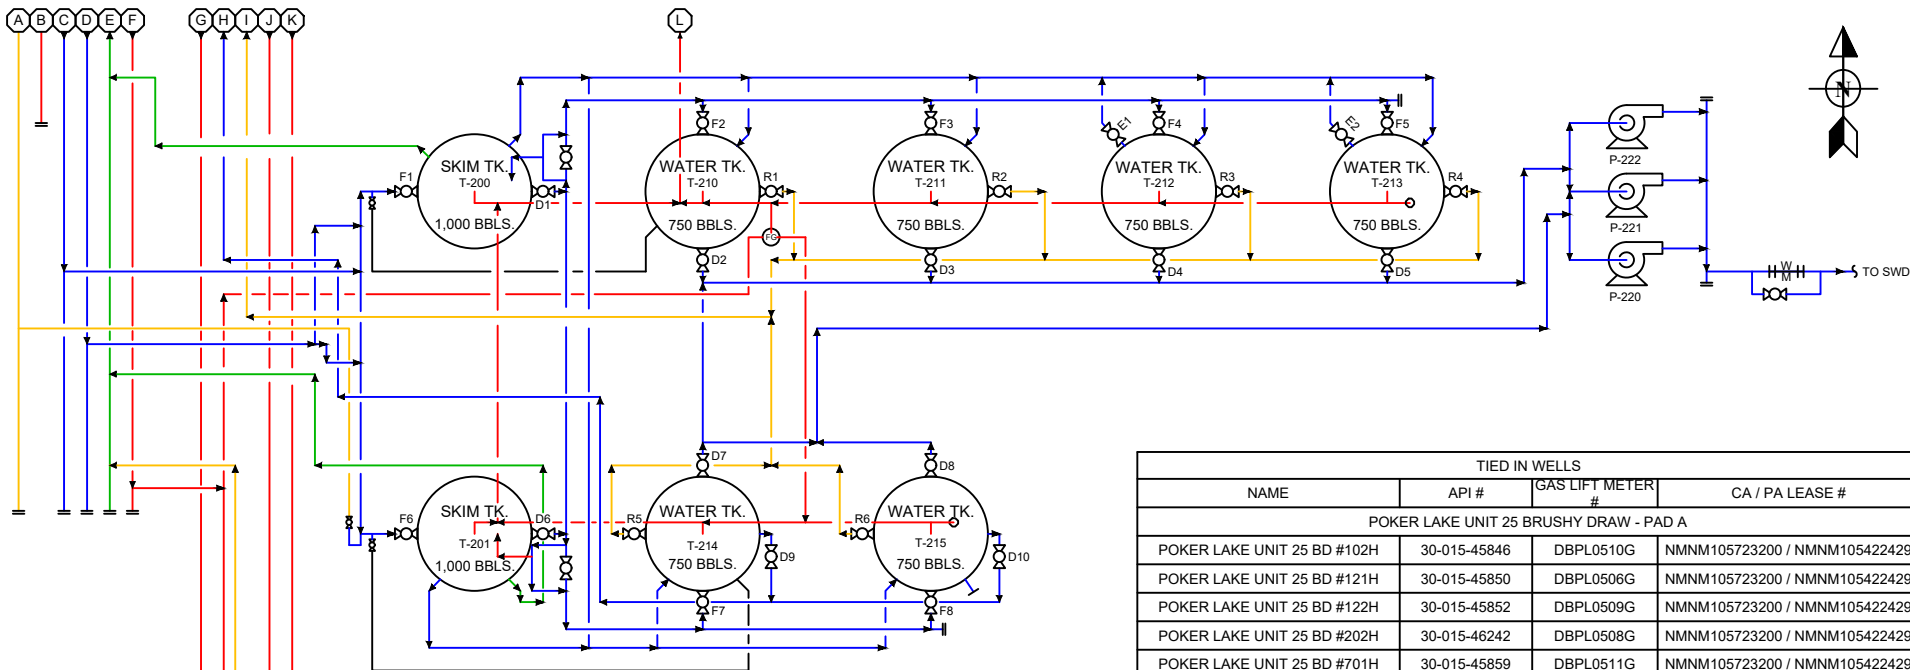 A B C D E F G H I J K L
N
F2 F3 E1 F4 E2 F5
P-222
SKIM TK.
T-200
1,000 BBLS.
F1
D1
WATER TK.
T-210
750 BBLS.
R1
D2
WATER TK.
T-211
750 BBLS.
R2
D3
WATER TK.
T-212
750 BBLS.
R3
D4
WATER TK.
T-213
750 BBLS.
R4
D5
FG
P-221
P-220
WM
TO SWD
D7
D8
SKIM TK.
T-201
1,000 BBLS.
F6
D6
WATER TK.
T-214
750 BBLS.
R5
D9
F7
WATER TK.
T-215
750 BBLS.
R6
D10
F8
TIED IN WELLS
NAME API # GAS LIFT METER # CA / PA LEASE #
POKER LAKE UNIT 25 BRUSHY DRAW - PAD A
POKER LAKE UNIT 25 BD #102H 30-015-45846 DBPL0510G NMNM105723200 / NMNM105422429
POKER LAKE UNIT 25 BD #121H 30-015-45850 DBPL0506G NMNM105723200 / NMNM105422429
POKER LAKE UNIT 25 BD #122H 30-015-45852 DBPL0509G NMNM105723200 / NMNM105422429
POKER LAKE UNIT 25 BD #202H 30-015-46242 DBPL0508G NMNM105723200 / NMNM105422429
POKER LAKE UNIT 25 BD #701H 30-015-45859 DBPL0511G NMNM105723200 / NMNM105422429